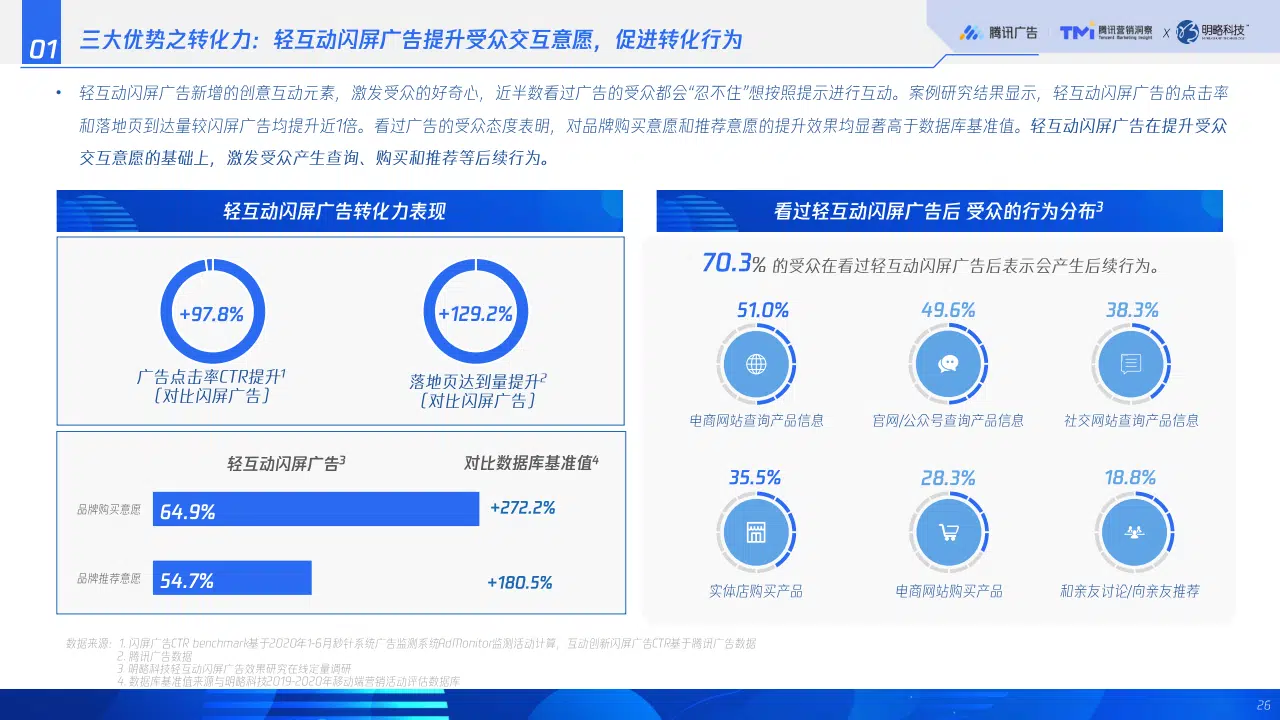 01
三大优势之转化力：轻互动闪屏广告提升受众交互意愿，促进转化行为
腾讯广告
TMI 腾讯营销洞察
Tencent Marketing Insight
x
明略科技
• 轻互动闪屏广告新增的创意互动元素，激发受众的好奇心，近半数看过广告的受众都会“忍不住”想按照提示进行互动。案例研究结果显示，轻互动闪屏广告的点击率
和落地页到达量较闪屏广告均提升近1倍。看过广告的受众态度表明，对品牌购买意愿和推荐意愿的提升效果均显著高于数据库基准值。轻互动闪屏广告在提升受众
交互意愿的基础上，激发受众产生查询、购买和推荐等后续行为。
轻互动闪屏广告转化力表现
+97.8%
+129.2%
广告点击率CTR提升1
［对比闪屏广告］
落地页达到量提升2
［对比闪屏广告］
轻互动闪屏广告3
对比数据库基准值4
品牌购买意愿
64.9%
+272.2%
品牌推荐意愿
54.7%
+180.5%
看过轻互动闪屏广告后 受众的行为分布3
70.3% 的受众在看过轻互动闪屏广告后表示会产生后续行为。
51.0%
49.6%
38.3%
电商网站查询产品信息
官网/公众号查询产品信息
社交网站查询产品信息
35.5%
28.3%
18.8%
实体店购买产品
电商网站购买产品
和亲友讨论/向亲友推荐
数据来源：1. 闪屏广告CTR benchmark基于2020年1-6月秒针系统广告监测系统AdMonitor监测活动计算，互动创新闪屏广告CTR基于腾讯广告数据
2. 腾讯广告数据
3. 明略科技轻互动闪屏广告效果研究在线定量调研
4. 数据库基准值来源与明略科技2019-2020年移动端营销活动评估数据库
26